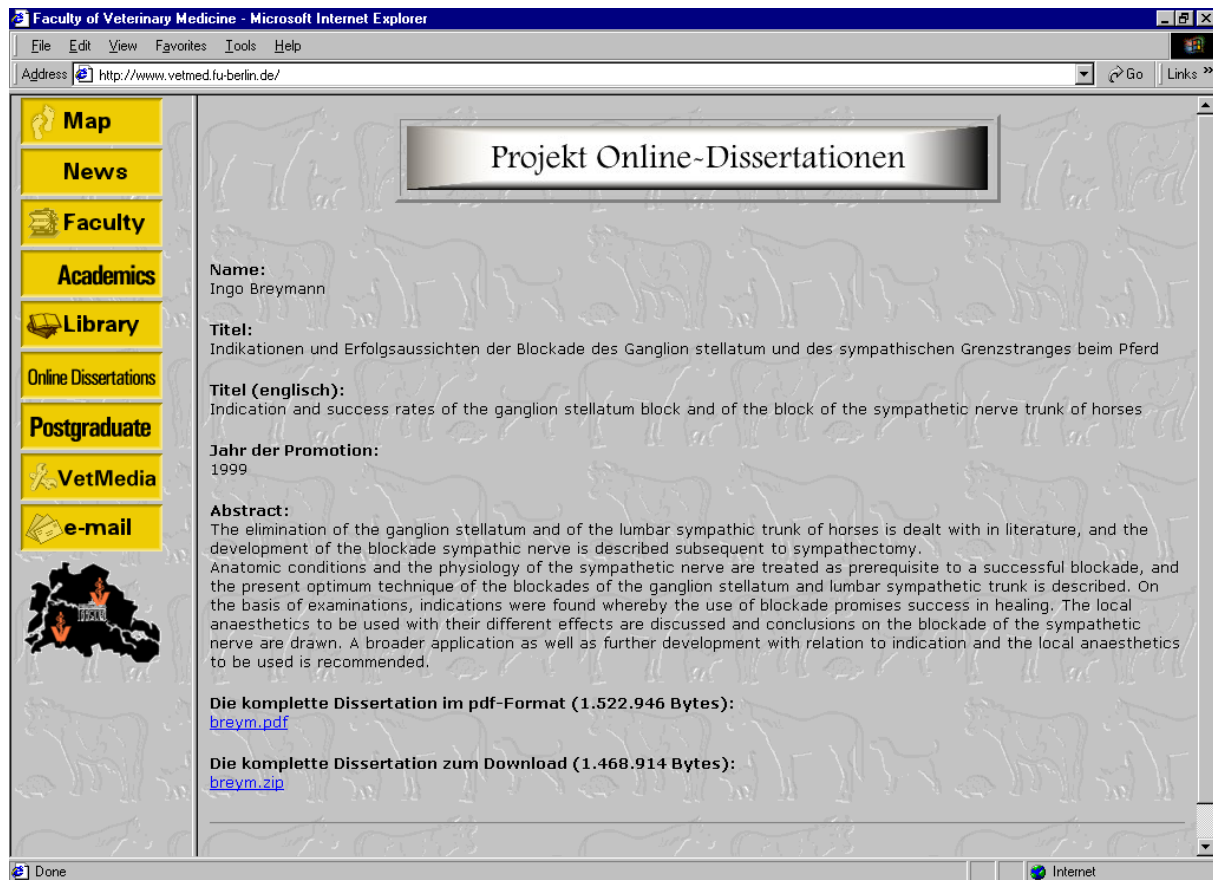 Faculty of Veterinary Medicine - Microsoft Internet Explorer
File Edit View Favorites Tools Help
Address http://www.vetmed.fu-berlin.de/ Go Links »
Map
News
Faculty
Academics
Library
Online Dissertations
Postgraduate
VetMedia
e-mail
Projekt Online-Dissertationen
Name:
Ingo Breymann
Titel:
Indikationen und Erfolgsaussichten der Blockade des Ganglion stellatum und des sympathischen Grenzstranges beim Pferd
Titel (englisch):
Indication and success rates of the ganglion stellatum block and of the block of the sympathetic nerve trunk of horses
Jahr der Promotion:
1999
Abstract:
The elimination of the ganglion stellatum and of the lumbar sympathic trunk of horses is dealt with in literature, and the
development of the blockade sympathic nerve is described subsequent to sympathectomy.
Anatomic conditions and the physiology of the sympathetic nerve are treated as prerequisite to a successful blockade, and
the present optimum technique of the blockades of the ganglion stellatum and lumbar sympathetic trunk is described. On
the basis of examinations, indications were found whereby the use of blockade promises success in healing. The local
anaesthetics to be used with their different effects are discussed and conclusions on the blockade of the sympathetic
nerve are drawn. A broader application as well as further development with relation to indication and the local anaesthetics
to be used is recommended.
Die komplette Dissertation im pdf-Format (1.522.946 Bytes):
breym.pdf
Die komplette Dissertation zum Download (1.468.914 Bytes):
breym.zip
Done Internet